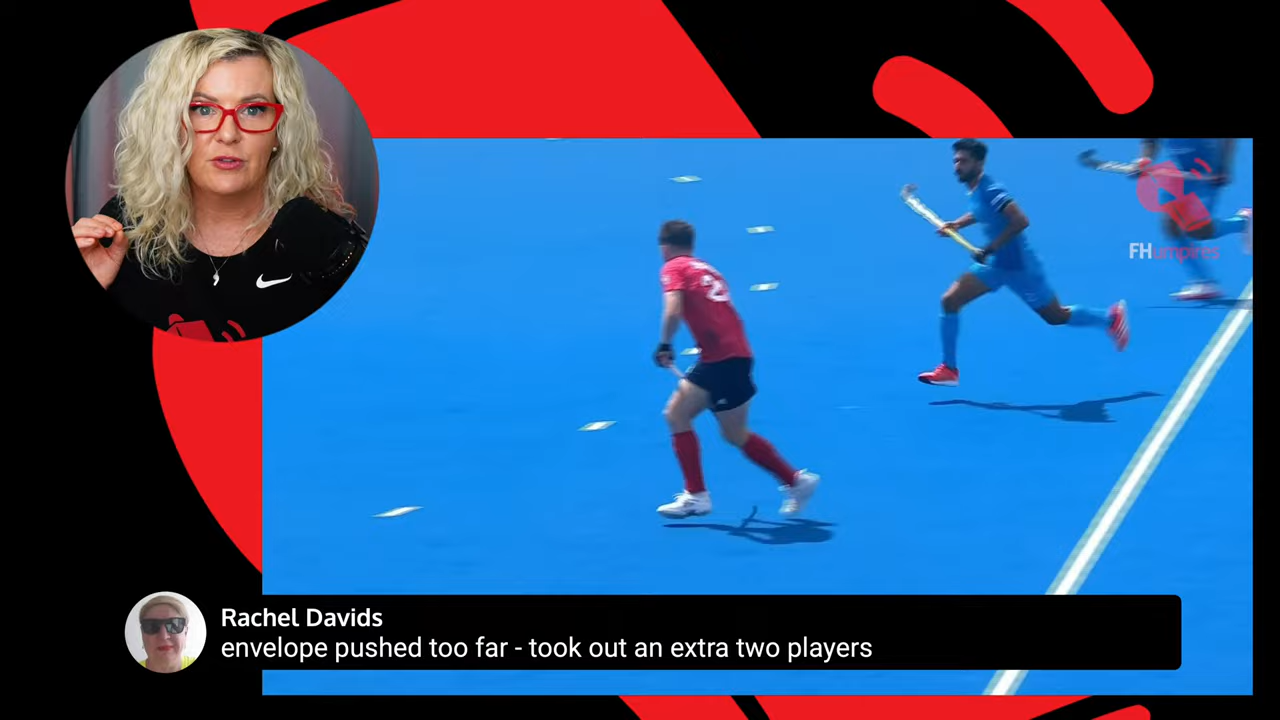 FHumpires
Rachel Davids
envelope pushed too far - took out an extra two players